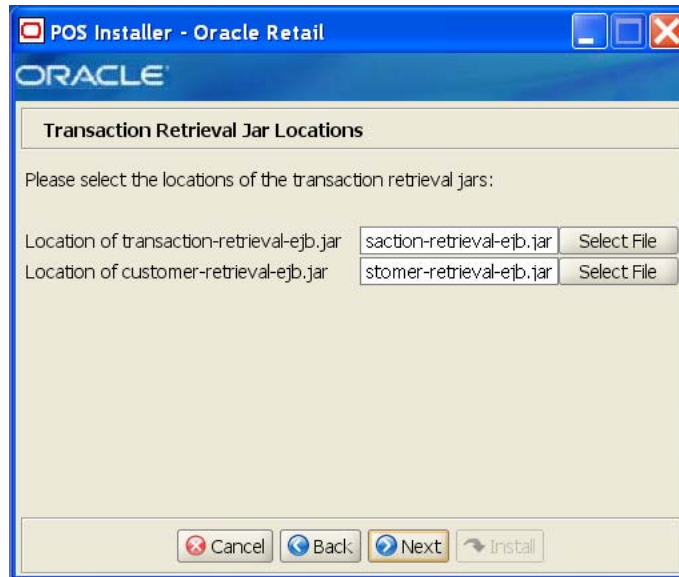 POS Installer - Oracle Retail
ORACLE
Transaction Retrieval Jar Locations
Please select the locations of the transaction retrieval jars:
Location of transaction-retrieval-ejb.jar saction-retrieval-ejb.jar Select File
Location of customer-retrieval-ejb.jar stomer-retrieval-ejb.jar Select File
Cancel Back Next Install